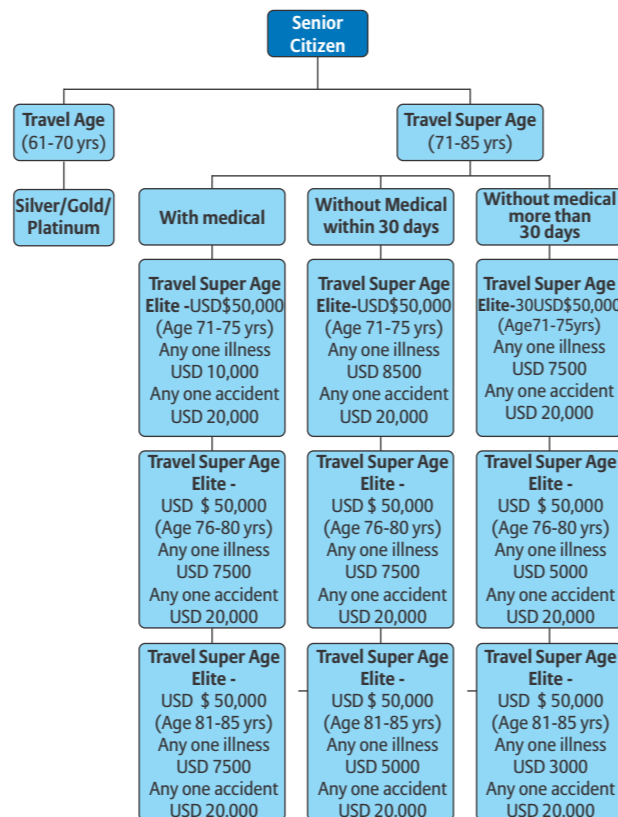 Senior
Citizen
Travel Age
(61-70 yrs)
Travel Super Age
(71-85 yrs)
Silver/Gold/
Platinum
With medical
Without Medical
within 30 days
Without medical
more than
30 days
Travel Super Age
Elite -USD$50,000
(Age 71-75 yrs)
Any one illness
USD 10,000
Any one accident
USD 20,000
Travel Super Age
Elite-USD$50,000
(Age 71-75 yrs)
Any one illness
USD 8500
Any one accident
USD 20,000
Travel Super Age
Elite-30USD$50,000
(Age71-75yrs)
Any one illness
USD 7500
Any one accident
USD 20,000
Travel Super Age
Elite -
USD $ 50,000
(Age 76-80 yrs)
Any one illness
USD 7500
Any one accident
USD 20,000
Travel Super Age
Elite -
USD $ 50,000
(Age 76-80 yrs)
Any one illness
USD 7500
Any one accident
USD 20,000
Travel Super Age
Elite -
USD $ 50,000
(Age 76-80 yrs)
Any one illness
USD 5000
Any one accident
USD 20,000
Travel Super Age
Elite -
USD $ 50,000
(Age 81-85 yrs)
Any one illness
USD 7500
Any one accident
USD 20,000
Travel Super Age
Elite -
USD $ 50,000
(Age 81-85 yrs)
Any one illness
USD 5000
Any one accident
USD 20,000
Travel Super Age
Elite -
USD $ 50,000
(Age 81-85 yrs)
Any one illness
USD 3000
Any one accident
USD 20,000